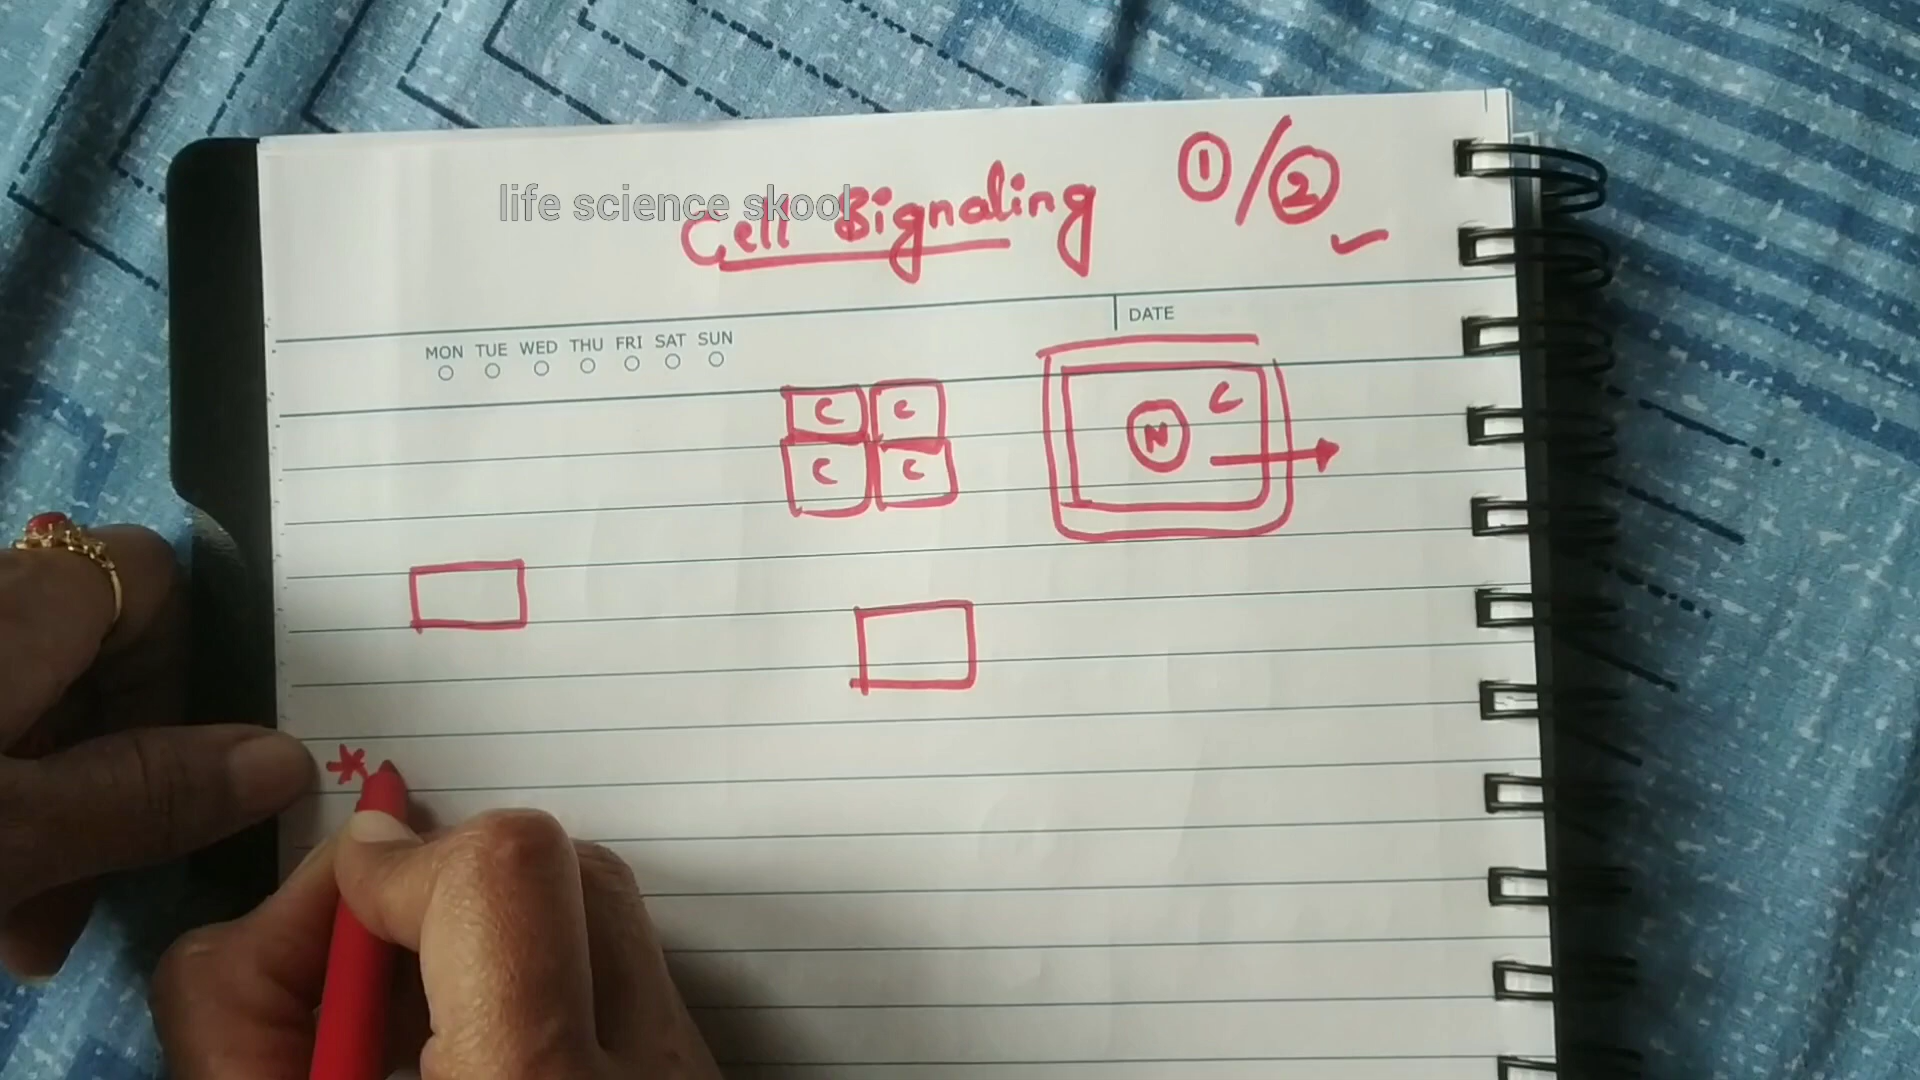 life science skool
Cell Signaling 1/2
DATE
MON TUE WED THU FRI SAT SUN
C C
C C
N C